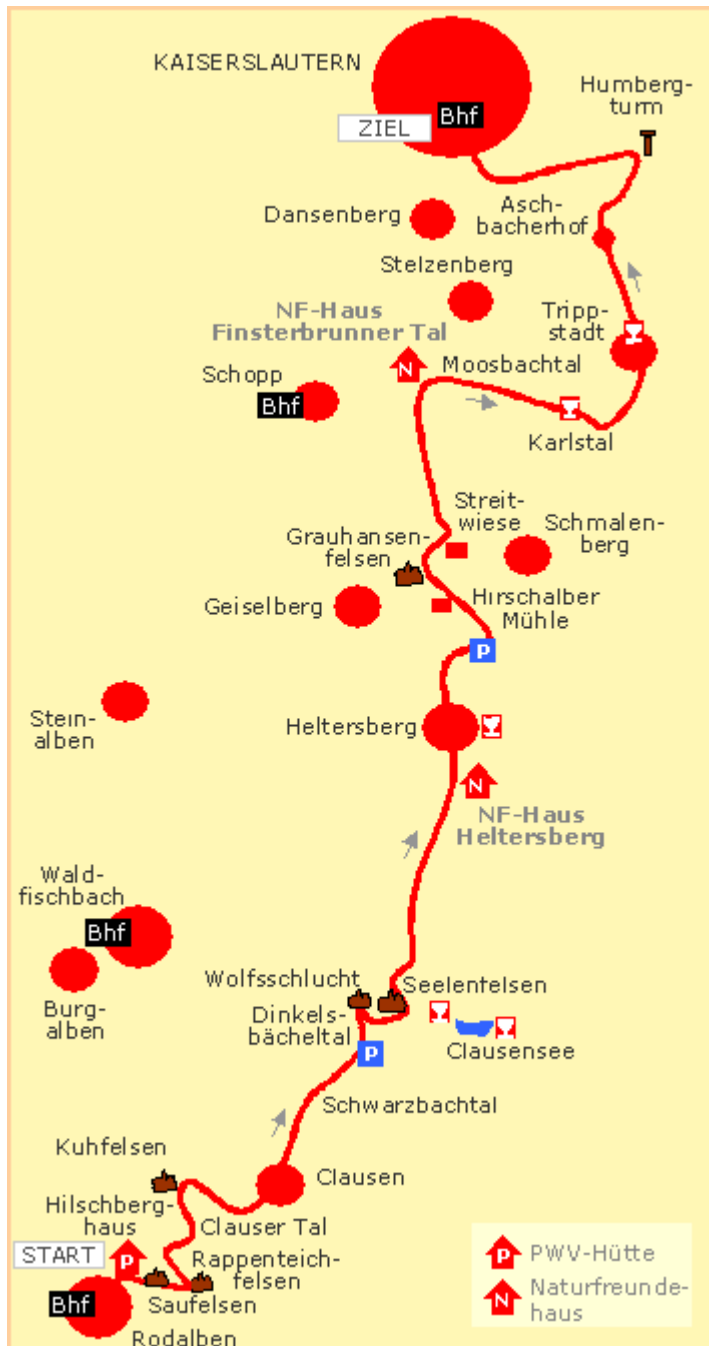 KAISERSLAUTERN
Humberg-
turm
Bhf
ZIEL
Dansenberg
Asch-
bacherhof
Stelzenberg
NF-Haus
Finsterbrunner Tal
Tripp-
stadt
Schopp
N
Moosbachtal
Bhf
Karlstal
Streit-
wiese
Schmalen-
berg
Grauhansen-
felsen
Geiselberg
Hirschalber
Mühle
P
Stein-
alben
Heltersberg
N
NF-Haus
Heltersberg
Wald-
fischbach
Bhf
Burg-
alben
Wolfsschlucht
Seelenfelsen
Dinkels-
bächeltal
P
Clausensee
Schwarzbachtal
Kuhfelsen
Clausen
Hilschberg-
haus
Clauser Tal
START
P
Rappenteich-
felsen
Saufelsen
Bhf
Rodalben
P PWV-Hütte
N Naturfreunde-
haus